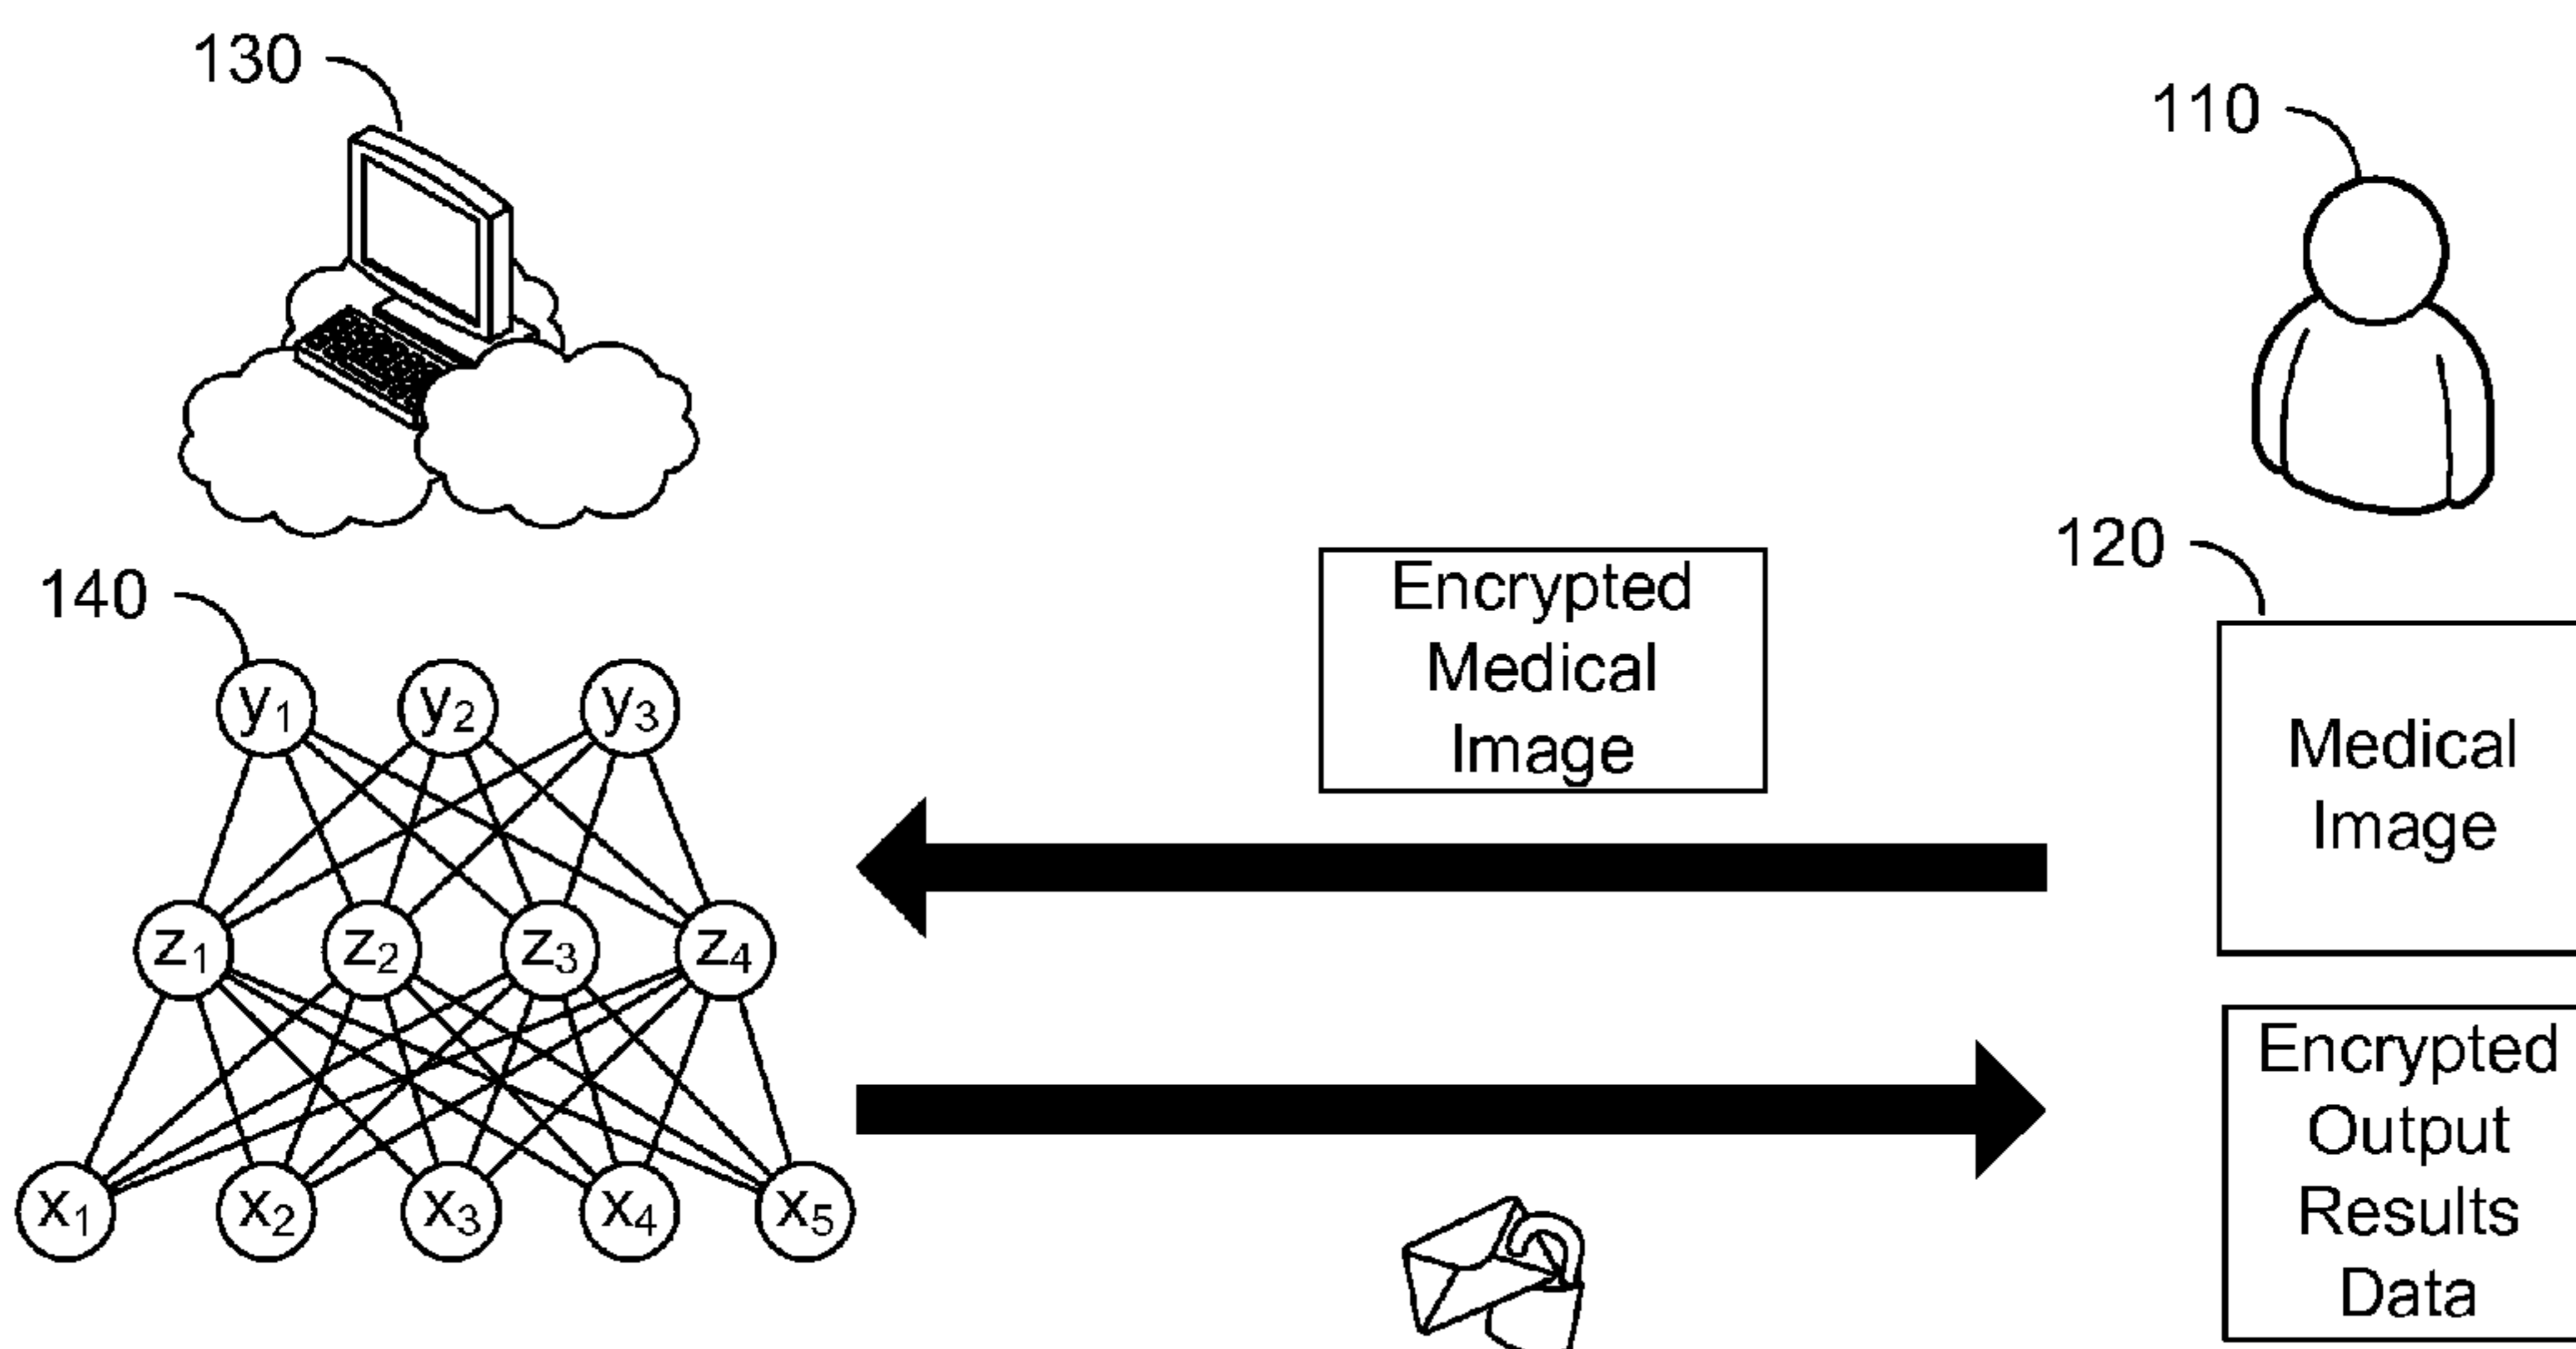 130
110
120
140
Encrypted
Medical
Image
Medical
Image
y1 y2 y3
z1 z2 z3 z4
x1 x2 x3 x4 x5
Encrypted
Output
Results
Data